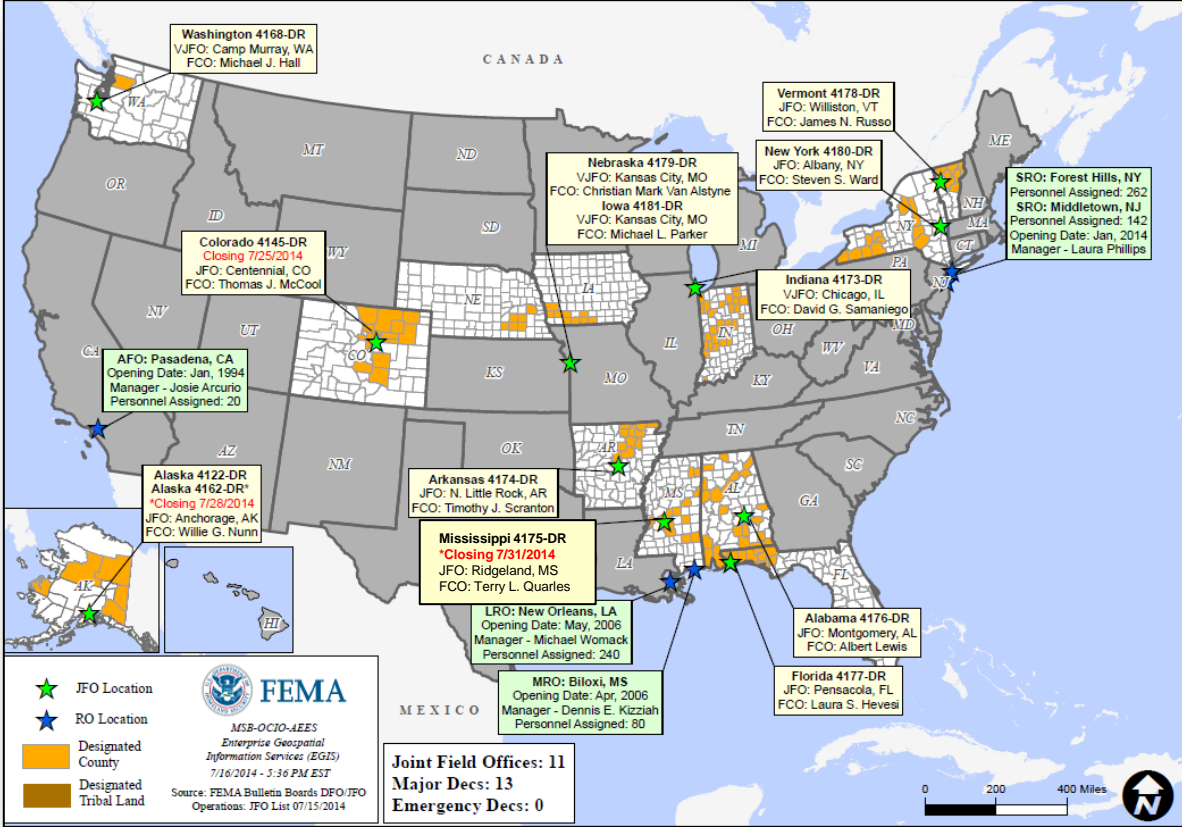 CANADA
Washington 4168-DR
VJFO: Camp Murray, WA
FCO: Michael J. Hall
WA
MT
ND
OR
ID
SD
WY
Vermont 4178-DR
JFO: Williston, VT
FCO: James N. Russo
ME
New York 4180-DR
JFO: Albany, NY
FCO: Steven S. Ward
Nebraska 4179-DR
VJFO: Kansas City, MO
FCO: Christian Mark Van Alstyne
Iowa 4181-DR
VJFO: Kansas City, MO
FCO: Michael L. Parker
SRO: Forest Hills, NY
Personnel Assigned: 262
SRO: Middletown, NJ
Personnel Assigned: 142
Opening Date: Jan, 2014
Manager - Laura Phillips
NH
NY
MA
CT
MI
PA
NJ
Colorado 4145-DR
Closing 7/25/2014
JFO: Centennial, CO
FCO: Thomas J. McCool
Indiana 4173-DR
VJFO: Chicago, IL
FCO: David G. Samaniego
NV
UT
NE
IA
IL
IN
OH
MD
WV
VA
CA
CO
KS
MO
KY
AFO: Pasadena, CA
Opening Date: Jan, 1994
Manager - Josie Arcurio
Personnel Assigned: 20
AZ
NM
OK
AR
TN
NC
SC
MS
AL
GA
LA
FL
Alaska 4122-DR
Alaska 4162-DR*
*Closing 7/28/2014
JFO: Anchorage, AK
FCO: Willie G. Nunn
AK
HI
Arkansas 4174-DR
JFO: N. Little Rock, AR
FCO: Timothy J. Scranton
Mississippi 4175-DR
*Closing 7/31/2014
JFO: Ridgeland, MS
FCO: Terry L. Quarles
LRO: New Orleans, LA
Opening Date: May, 2006
Manager - Michael Womack
Personnel Assigned: 240
Alabama 4176-DR
JFO: Montgomery, AL
FCO: Albert Lewis
MRO: Biloxi, MS
Opening Date: Apr, 2006
Manager - Dennis E. Kizziah
Personnel Assigned: 80
Florida 4177-DR
JFO: Pensacola, FL
FCO: Laura S. Hevesi
MEXICO
JFO Location
RO Location
Designated
County
Designated
Tribal Land
FEMA
MSB-OCIO-AEES
Enterprise Geospatial
Information Services (EGIS)
7/16/2014 - 5:36 PM EST
Source: FEMA Bulletin Boards DFO/JFO
Operations: JFO List 07/15/2014
Joint Field Offices: 11
Major Decs: 13
Emergency Decs: 0
0 200 400 Miles
N